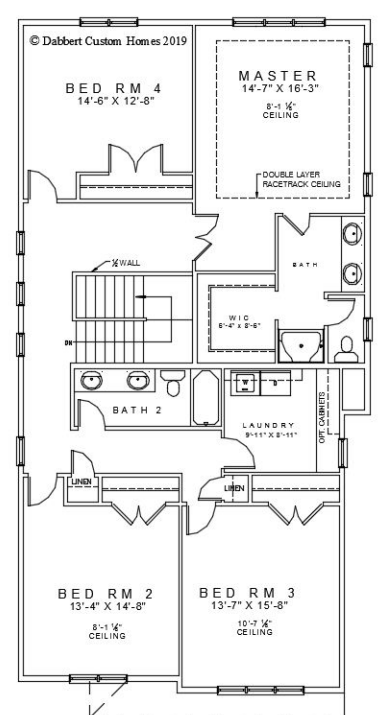 © Dabbert Custom Homes 2019
BED RM 4
14'-6" X 12'-8"
MASTER
14'-7" X 16'-3"
8'-1 1/8"
CEILING
DOUBLE LAYER
RACETRACK CEILING
BATH
½ WALL
WIC
6'-4" x 8'-6"
DN
BATH 2
W
D
LAUNDRY
9'-11" X 8'-11"
OPT. CABINETS
LINEN
LINEN
BED RM 2
13'-4" X 14'-8"
8'-1 1/8"
CEILING
BED RM 3
13'-7" X 15'-8"
10'-7 1/8"
CEILING